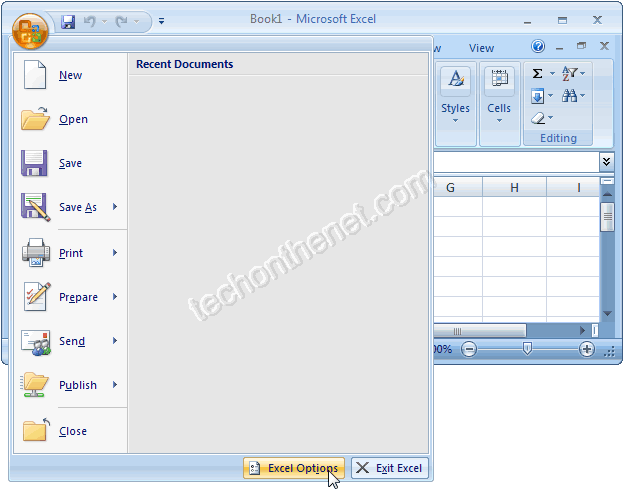 Book1 - Microsoft Excel
View
Recent Documents
New
Open
Save
Save As
Print
Prepare
Send
Publish
Close
Styles
Cells
Editing
G H I
techonthenet.com
00%
Excel Options
Exit Excel